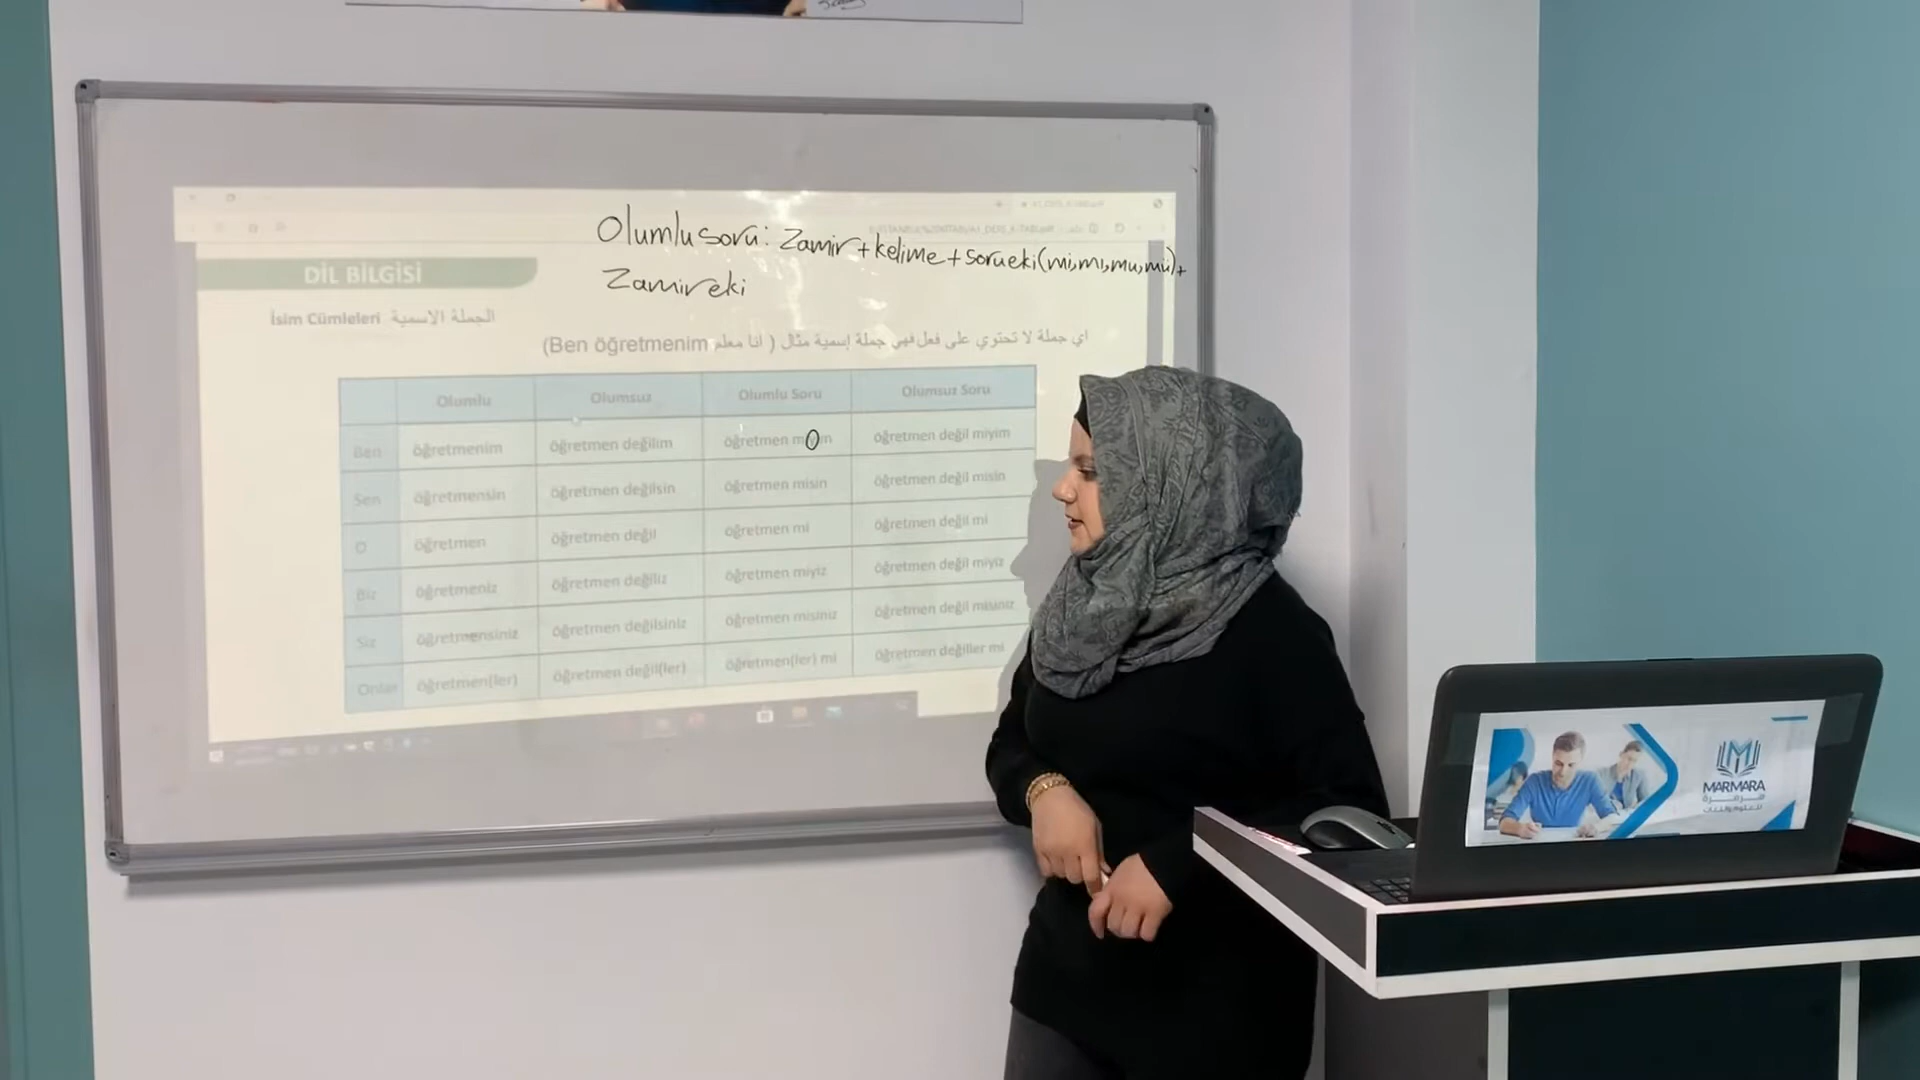 Olumlu soru: Zamir + kelime + soru eki (mi, mı, mu, mü) +
Zamir eki
DİL BİLGİSİ
İsim Cümleleri الجملة الاسمية
اي جملة لا تحتوي على فعل فهي جملة إسمية مثال ( انا معلم Ben öğretmenim)
Olumlu Olumsuz Olumlu Soru Olumsuz Soru
Ben öğretmenim öğretmen değilim öğretmen miyim öğretmen değil miyim
Sen öğretmensin öğretmen değilsin öğretmen misin öğretmen değil misin
O öğretmen öğretmen değil öğretmen mi öğretmen değil mi
Biz öğretmeniz öğretmen değiliz öğretmen miyiz öğretmen değil miyiz
Siz öğretmensiniz öğretmen değilsiniz öğretmen misiniz öğretmen değil misiniz
Onlar öğretmen(ler) öğretmen değil(ler) öğretmen(ler) mi öğretmen değiller mi
MARMARA